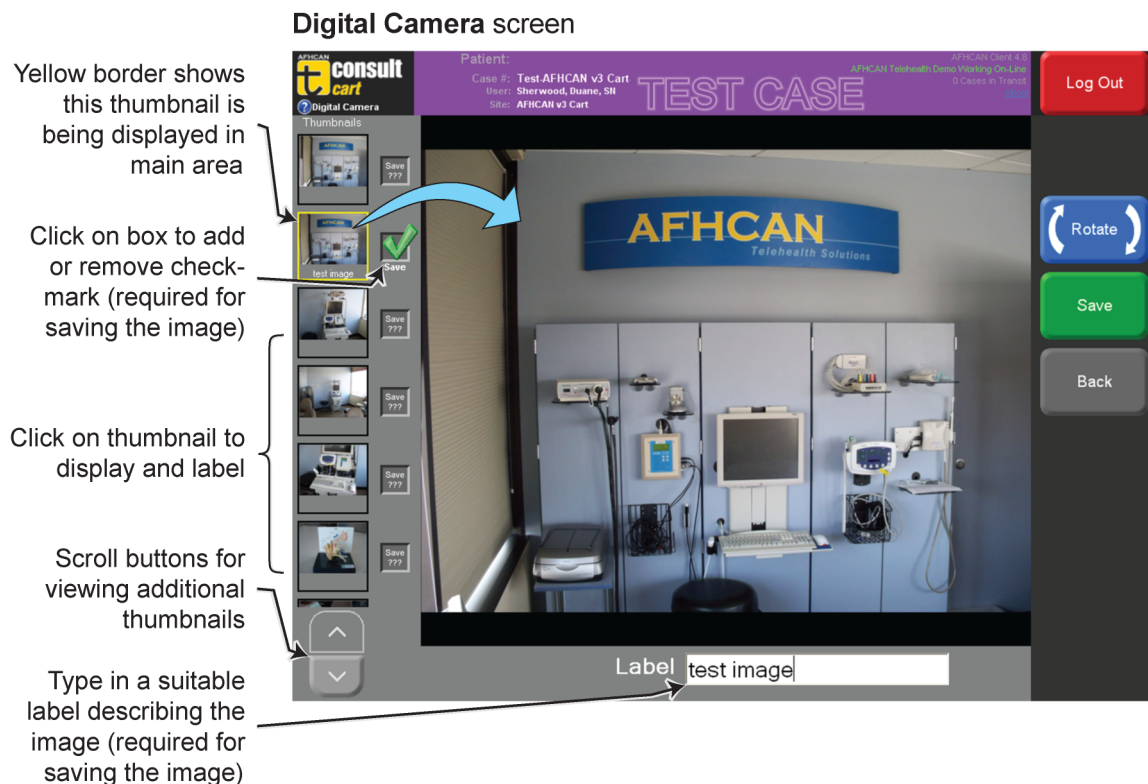 Digital Camera screen
Yellow border shows
this thumbnail is
being displayed in
main area
Click on box to add
or remove check-
mark (required for
saving the image)
Click on thumbnail to
display and label
Scroll buttons for
viewing additional
thumbnails
Type in a suitable
label describing the
image (required for
saving the image)
AFHCAN
tconsult
cart
?Digital Camera
Patient:
Case #: Test-AFHCAN v3 Cart
User: Sherwood, Duane, SN
Site: AFHCAN v3 Cart
TEST CASE
AFHCAN Client 4.8
AFHCAN Telehealth Demo Working On-Line
0 Cases in Transit
Thumbnails
Save
???
test image
Save
Save
???
Save
???
Save
???
Save
???
AFHCAN
Telehealth Solutions
Label test image
Log Out
Rotate
Save
Back